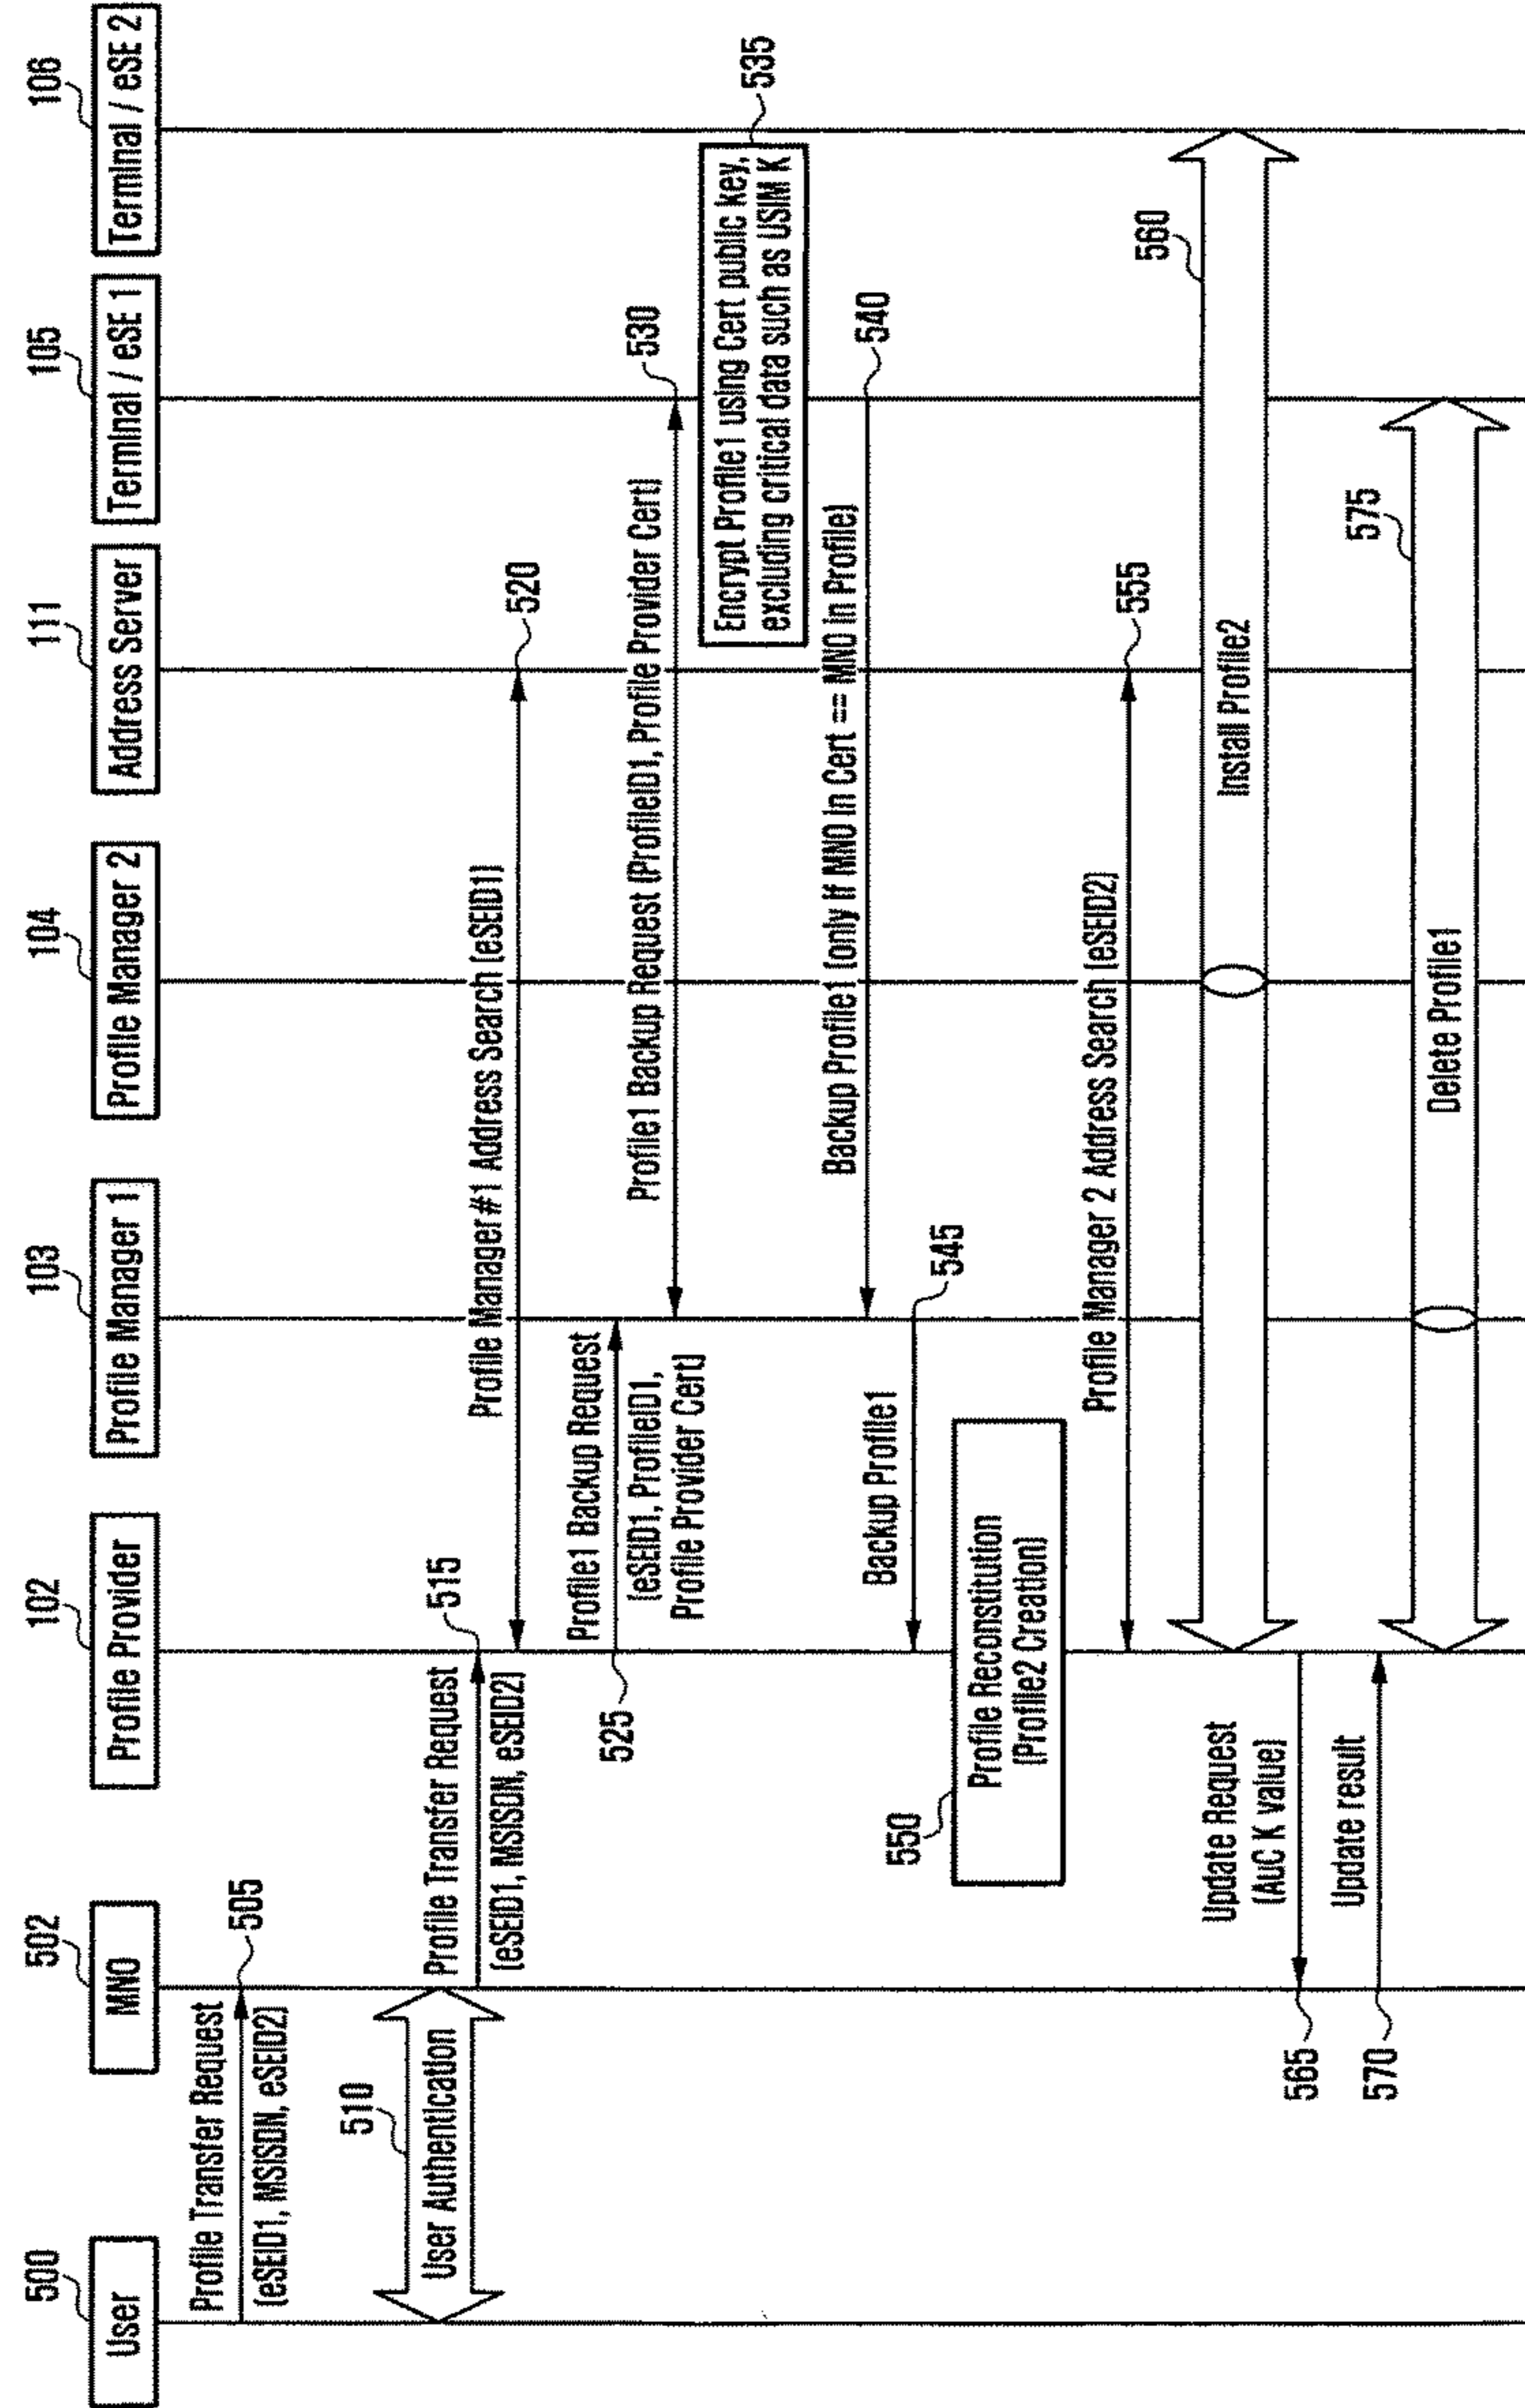 500
User
502
MNO
102
Profile Provider
103
Profile Manager 1
104
Profile Manager 2
111
Address Server
105
Terminal / eSE 1
106
Terminal / eSE 2
Profile Transfer Request
(eSEID1, MSISDN, eSEID2)
505
510
User Authentication
Profile Transfer Request
(eSEID1, MSISDN, eSEID2)
515
Profile Manager#1 Address Search (eSEID1)
520
Profile1 Backup Request
(eSEID1, ProfileID1,
Profile Provider Cert)
525
Profile1 Backup Request (ProfileID1, Profile Provider Cert)
530
Encrypt Profile1 using Cert public key,
excluding critical data such as USIM K
535
Backup Profile1 (only if MNO in Cert == MNO in Profile)
540
Backup Profile1
545
550
Profile Reconstitution
(Profile2 Creation)
Profile Manager 2 Address Search (eSEID2)
555
Install Profile2
560
Update Request
(AuC K value)
565
Update result
570
Delete Profile1
575